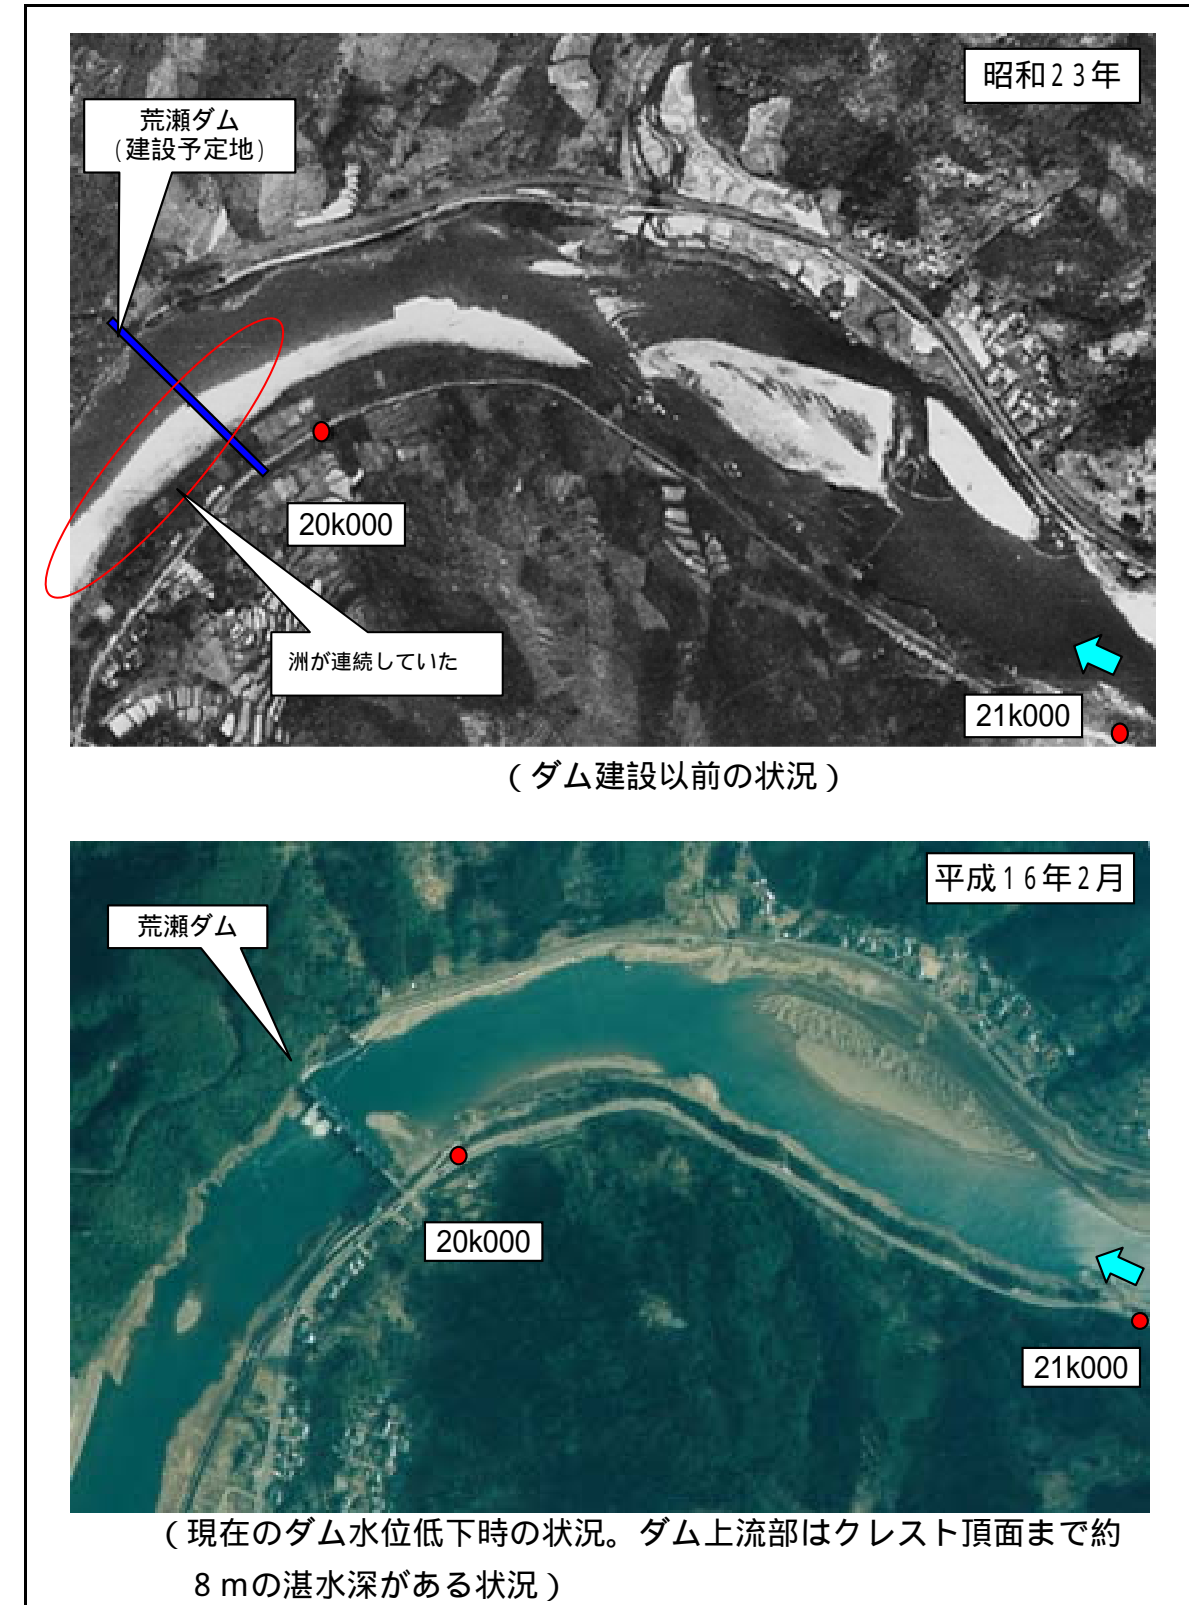 昭和23年
荒瀬ダム
(建設予定地)
20k000
洲が連続していた
21k000
(ダム建設以前の状況)
平成16年2月
荒瀬ダム
20k000
21k000
(現在のダム水位低下時の状況。ダム上流部はクレスト頂面まで約
8mの湛水深がある状況)